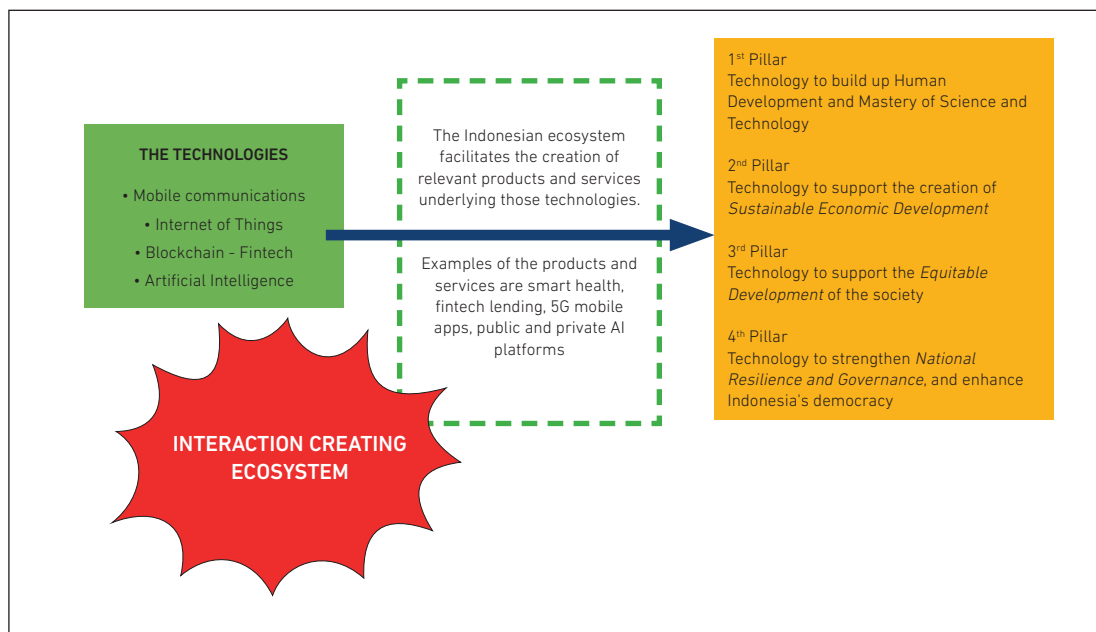 THE TECHNOLOGIES
• Mobile communications
• Internet of Things
• Blockchain - Fintech
• Artificial Intelligence
The Indonesian ecosystem
facilitates the creation of
relevant products and services
underlying those technologies.
Examples of the products and
services are smart health,
fintech lending, 5G mobile
apps, public and private AI
platforms
1st Pillar
Technology to build up Human
Development and Mastery of Science and
Technology
2nd Pillar
Technology to support the creation of
Sustainable Economic Development
3rd Pillar
Technology to support the Equitable
Development of the society
4th Pillar
Technology to strengthen National
Resilience and Governance, and enhance
Indonesia's democracy
INTERACTION CREATING
ECOSYSTEM